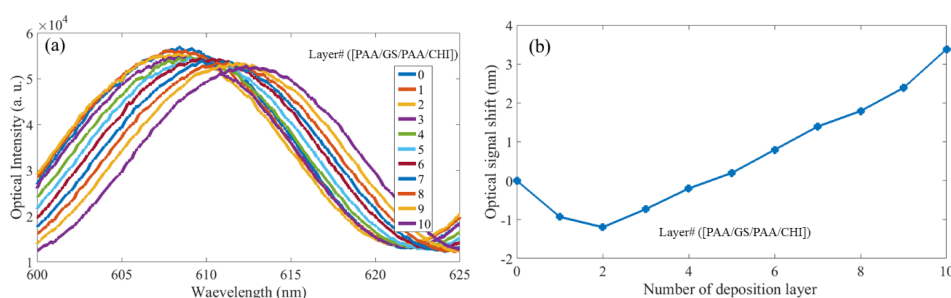 6 ×10⁴
(a)
Layer# ([PAA/GS/PAA/CHI])
0
1
2
3
4
5
6
7
8
9
10
5
4
3
2
1
Optical Intensity (a. u.)
600 605 610 615 620 625
Waevelength (nm)
(b)
4
3
2
1
0
-1
-2
Optical signal shift (nm)
Layer# ([PAA/GS/PAA/CHI])
0 2 4 6 8 10
Number of deposition layer